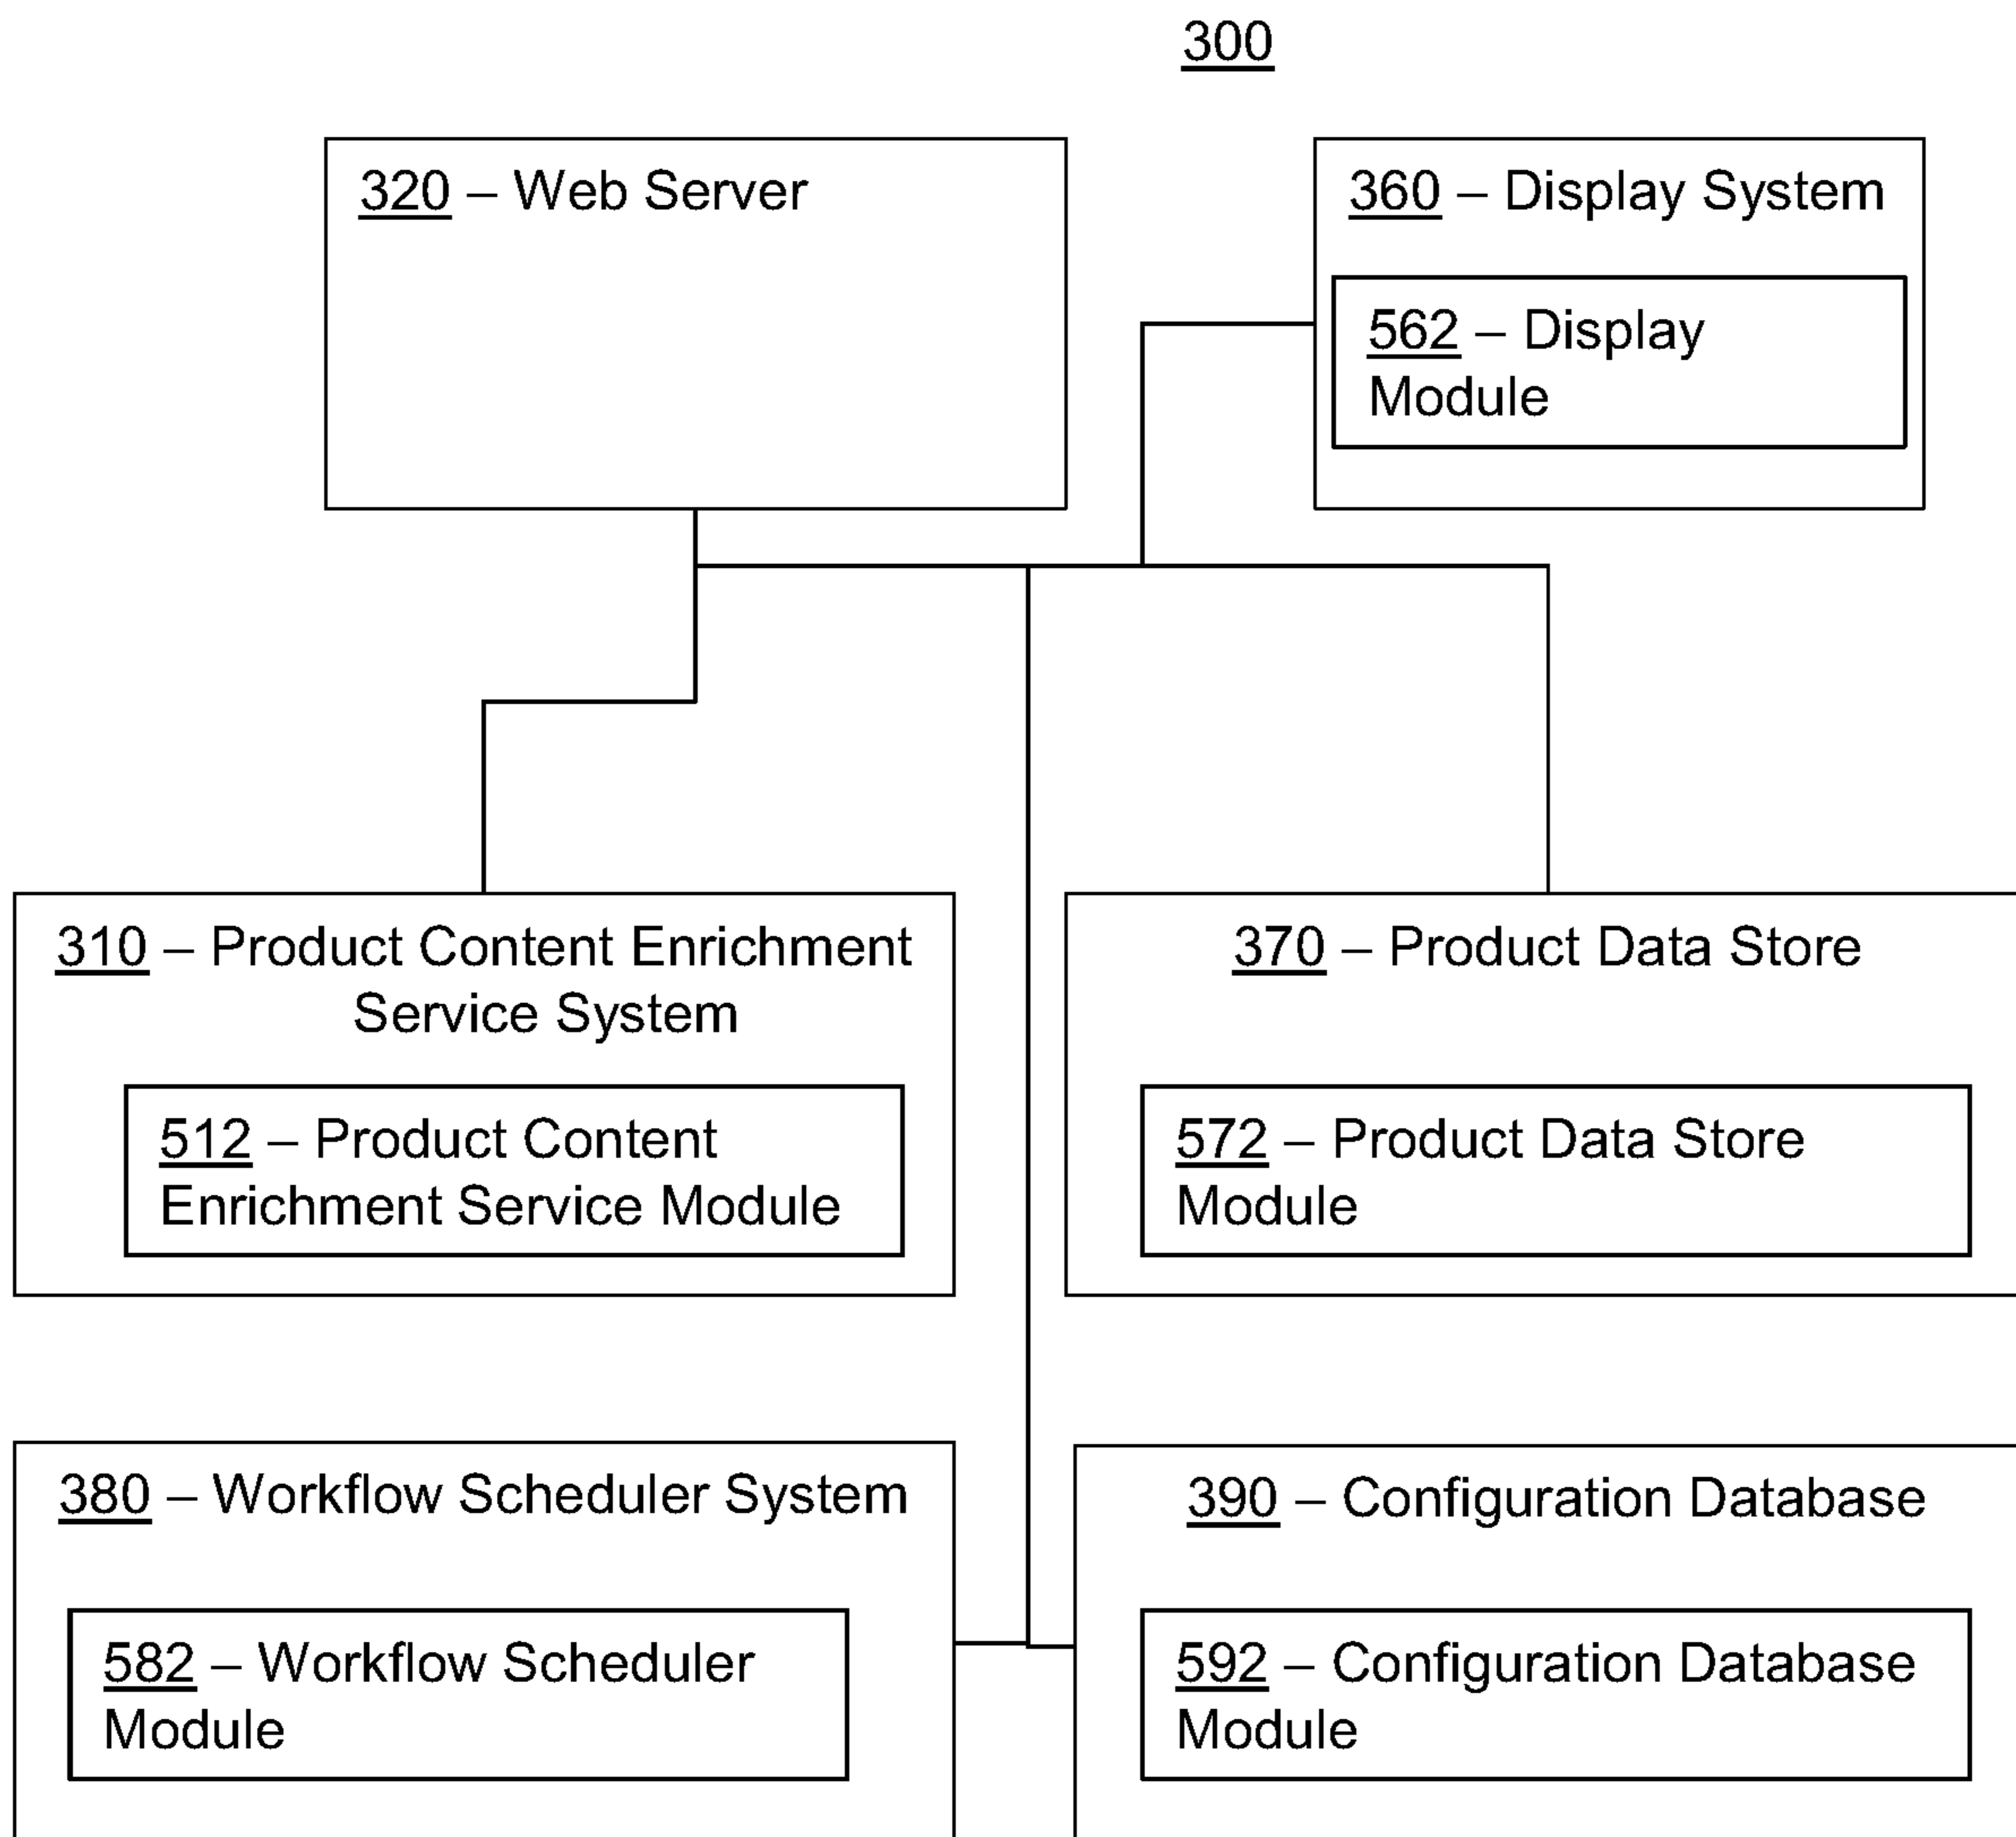 300
320 – Web Server
360 – Display System
562 – Display
Module
310 – Product Content Enrichment
Service System
512 – Product Content
Enrichment Service Module
370 – Product Data Store
572 – Product Data Store
Module
380 – Workflow Scheduler System
582 – Workflow Scheduler
Module
390 – Configuration Database
592 – Configuration Database
Module